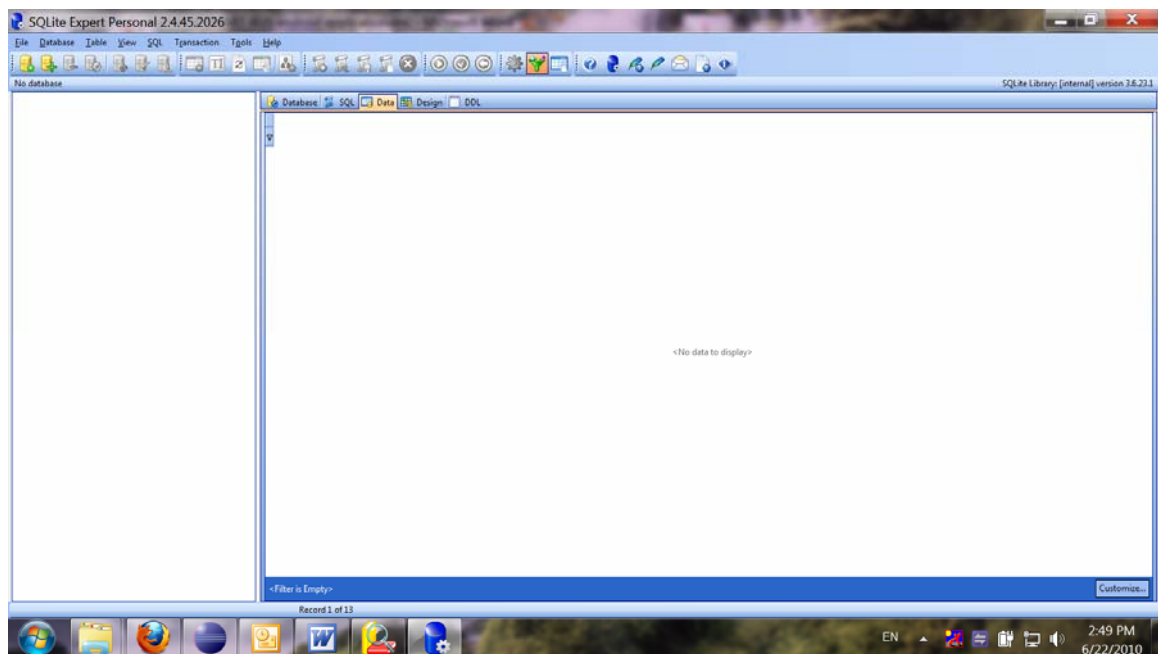 SQLite Expert Personal 2.4.45.2026
File Database Table View SQL Transaction Tools Help
No database
SQLite Library: [internal] version 3.6.23.1
Database SQL Data Design DDL
<No data to display>
<Filter is Empty>
Customize...
Record 1 of 13
EN
2:49 PM
6/22/2010